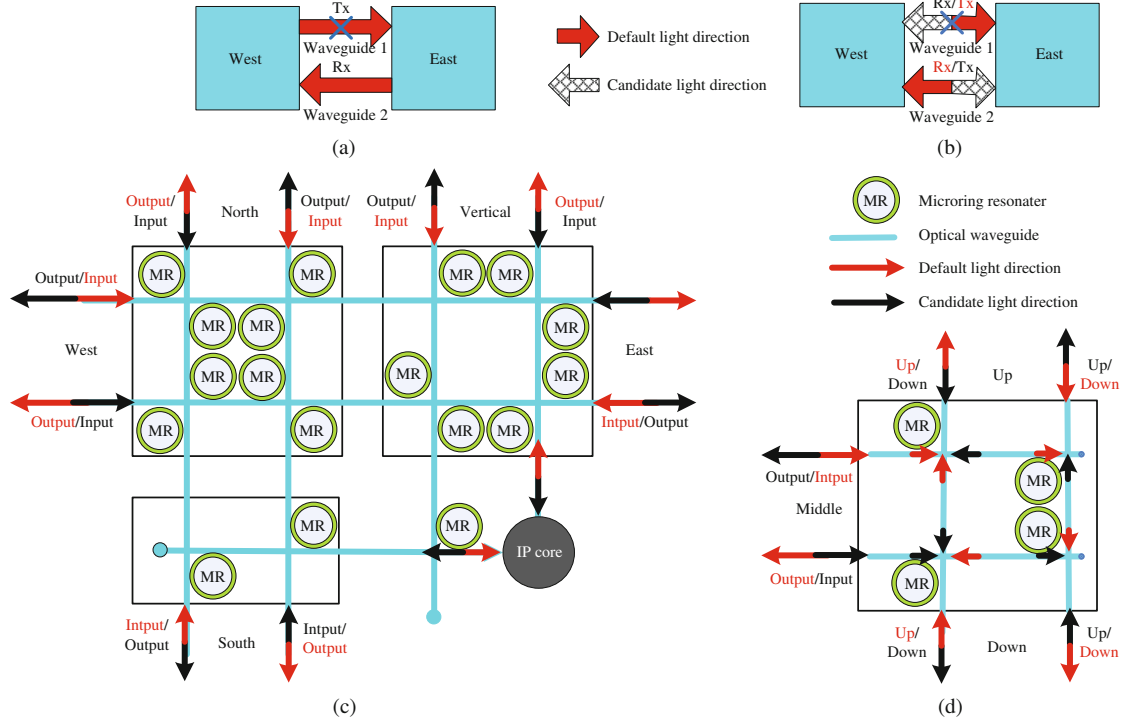 Tx
West
Waveguide 1
East
Rx
Waveguide 2
(a)
Default light direction
Candidate light direction
Rx/Tx
West
Waveguide 1
East
Rx/Tx
Waveguide 2
(b)
Output/
Input
North
Output/
Input
Output/
Input
Vertical
Output/
Input
MR
MR
MR
MR
Output/Input
MR
MR
MR
West
East
MR
MR
MR
MR
Output/Input
Intput/Output
MR
MR
MR
MR
MR
MR
IP core
MR
Intput/
Output
South
Intput/
Output
(c)
MR
Microring resonater
Optical waveguide
Default light direction
Candidate light direction
Up/
Down
Up
Up/
Down
MR
Output/Intput
MR
Middle
MR
Output/Input
MR
Up/
Down
Down
Up/
Down
(d)